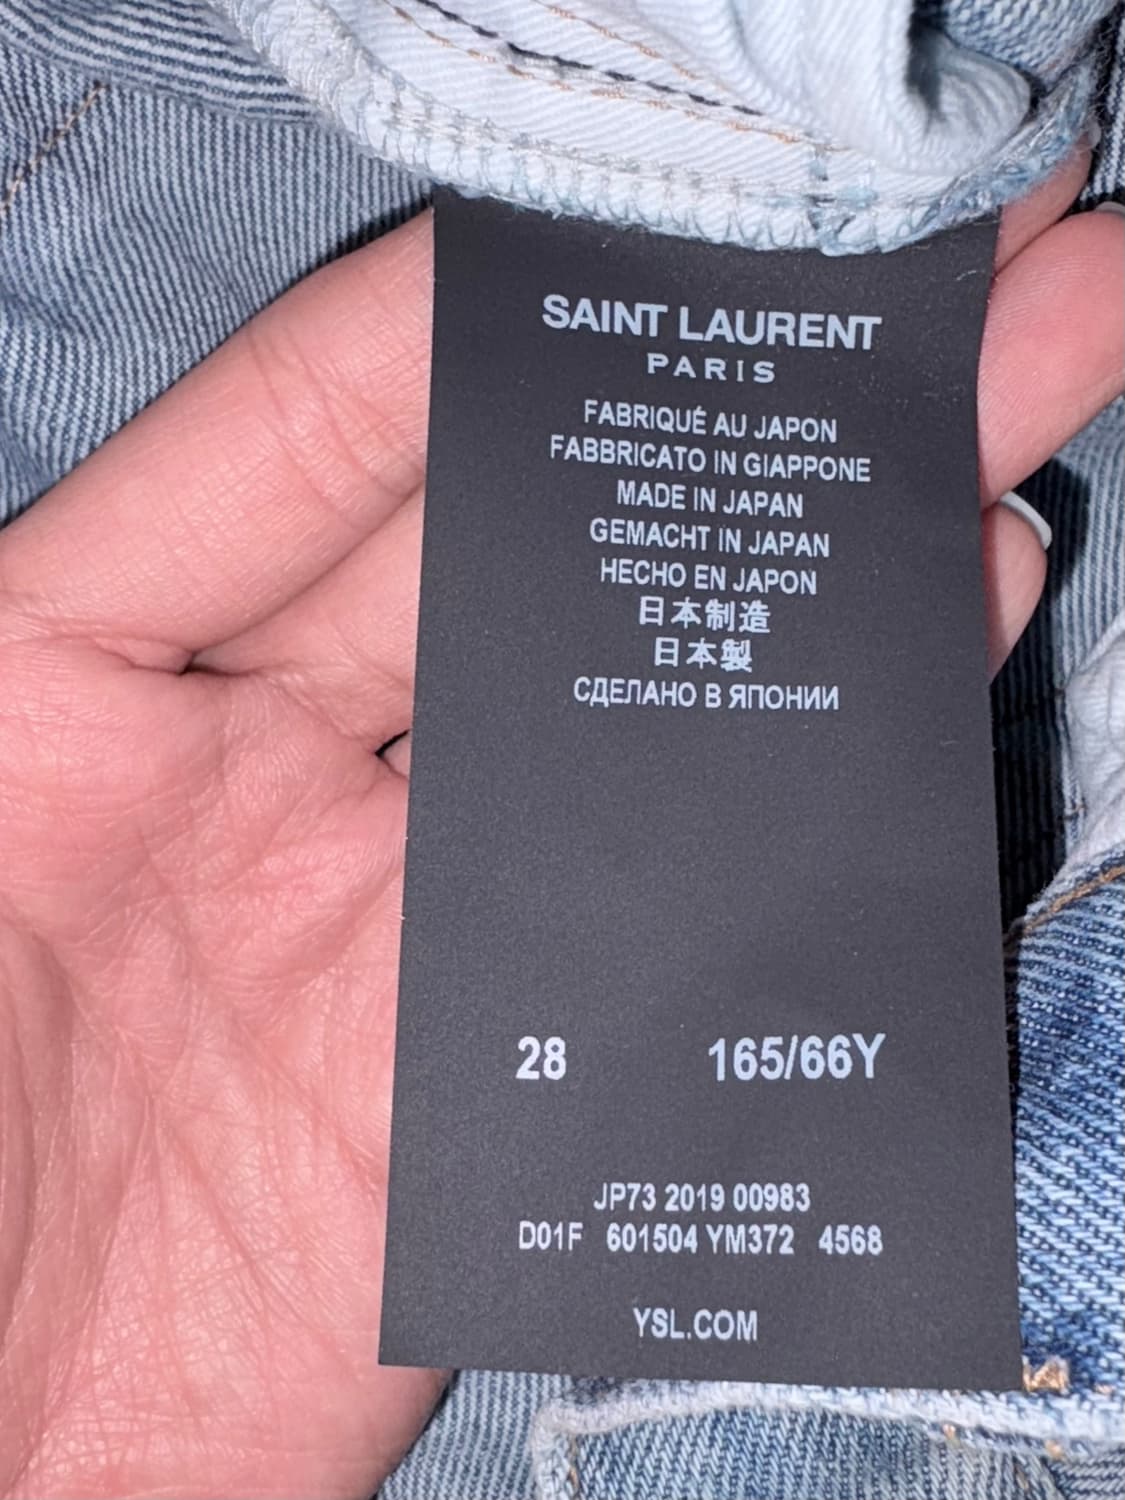 SAINT LAURENT
PARIS
FABRIQUÉ AU JAPON
FABBRICATO IN GIAPPONE
MADE IN JAPAN
GEMACHT IN JAPAN
HECHO EN JAPON
日本制造
日本製
СДЕЛАНО В ЯПОНИИ
28 165/66Y
JP73 2019 00983
D01F 601504 YM372 4568
YSL.COM